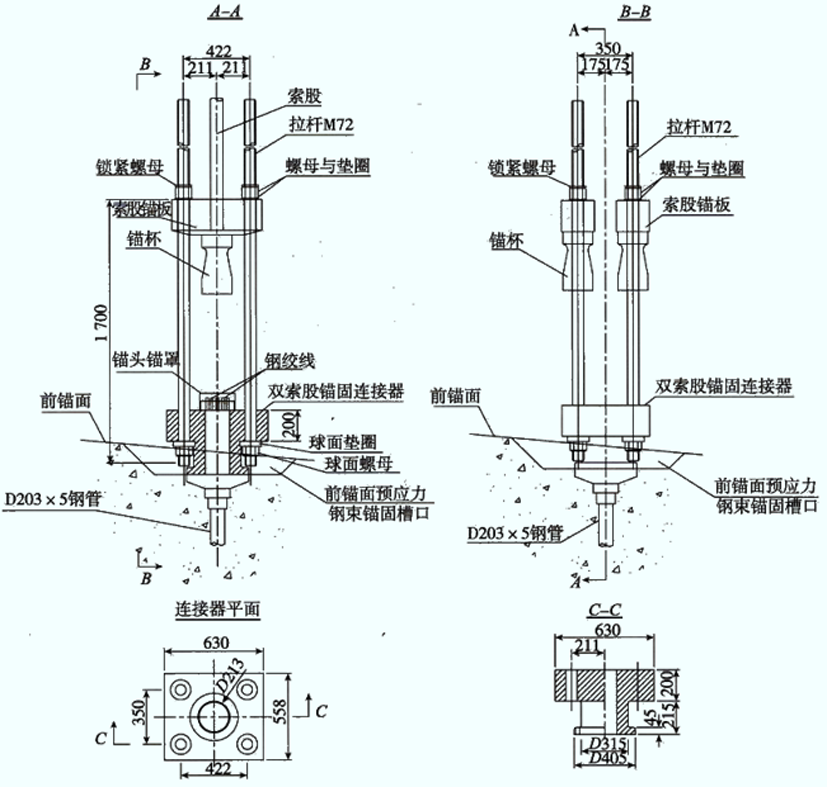 A-A
422
211
211
B
索股
拉杆M72
锁紧螺母
螺母与垫圈
索股锚板
锚杯
1 700
锚头锚罩
钢绞线
双索股锚固连接器
前锚面
200
球面垫圈
球面螺母
前锚面预应力
钢束锚固槽口
D203×5钢管
B
B-B
A
350
175
175
拉杆M72
锁紧螺母
螺母与垫圈
索股锚板
锚杯
双索股锚固连接器
前锚面
前锚面预应力
钢束锚固槽口
D203×5钢管
A
连接器平面
630
D213
350
558
C
C
422
C-C
630
211
200
45
215
D315
D405